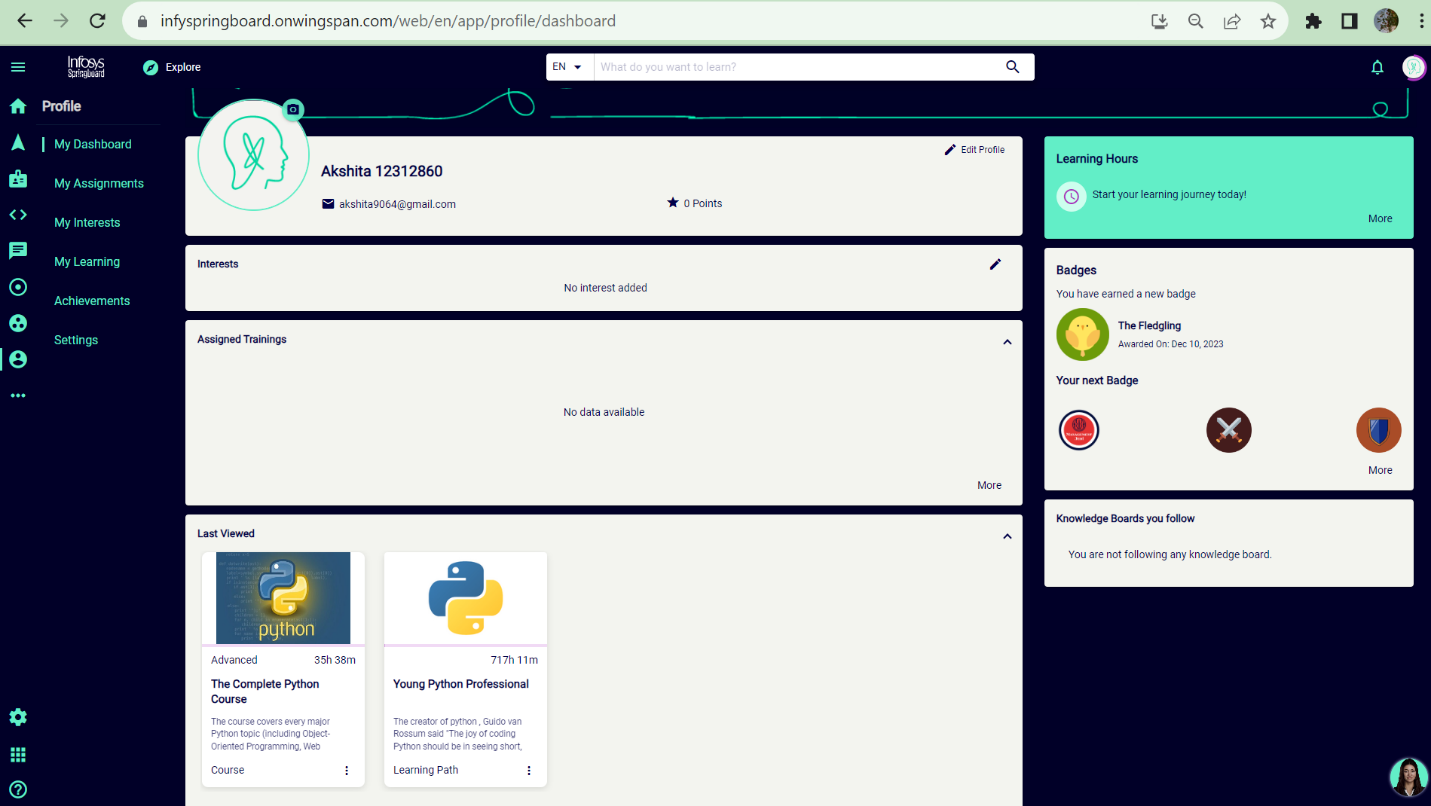 infyspringboard.onwingspan.com/web/en/app/profile/dashboard
Infosys
Springboard
Explore
EN
What do you want to learn?
Profile
My Dashboard
My Assignments
My Interests
My Learning
Achievements
Settings
Edit Profile
Akshita 12312860
akshita9064@gmail.com
0 Points
Interests
No interest added
Assigned Trainings
No data available
More
Last Viewed
python
Advanced
35h 38m
The Complete Python
Course
The course covers every major
Python topic (including Object-
Oriented Programming, Web
Course
717h 11m
Young Python Professional
The creator of python , Guido van
Rossum said "The joy of coding
Python should be in seeing short,
Learning Path
Learning Hours
Start your learning journey today!
More
Badges
You have earned a new badge
The Fledgling
Awarded On: Dec 10, 2023
Your next Badge
More
Knowledge Boards you follow
You are not following any knowledge board.